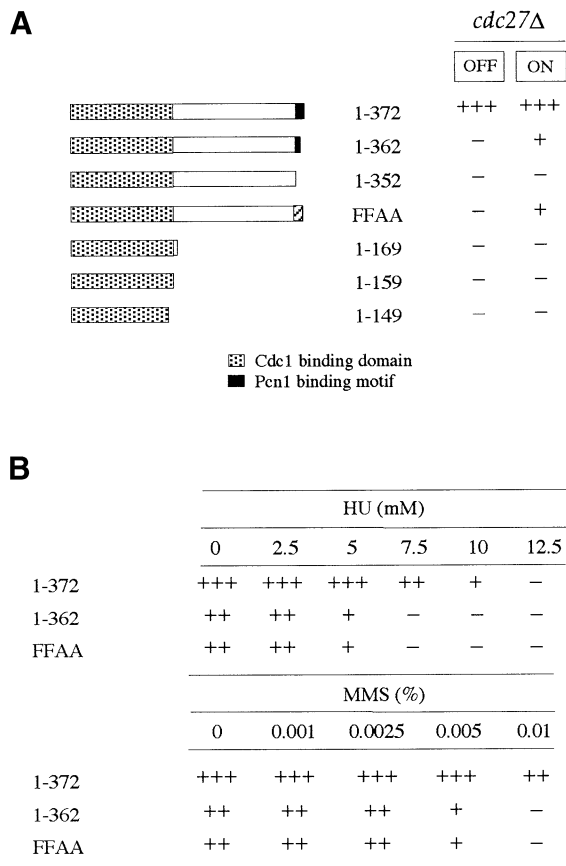 A
cdc27Δ
OFF ON
1-372 +++ +++
1-362 – +
1-352 – –
FFAA – +
1-169 – –
1-159 – –
1-149 – –
Cdc1 binding domain
Pcn1 binding motif
B
HU (mM)
0 2.5 5 7.5 10 12.5
1-372 +++ +++ +++ ++ + –
1-362 ++ ++ + – – –
FFAA ++ ++ + – – –
MMS (%)
0 0.001 0.0025 0.005 0.01
1-372 +++ +++ +++ +++ ++
1-362 ++ ++ ++ + –
FFAA ++ ++ ++ + –